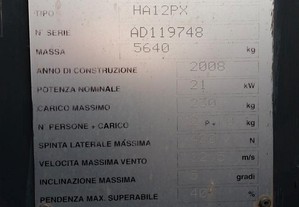 TIPO HA12PX
N. SERIE AD119748
MASSA 5640 kg
ANNO DI CONSTRUZIONE 2008
POTENZA NOMINALE 21 kW
CARICO MASSIMO kg
N. PERSONE + CARICO P+ kg
SPINTA LATERALE MASSIMA N
VELOCITA MASSIMA VENTO m/s
INCLINAZIONE MASSIMA gradi
PENDENZA MAX. SUPERABILE %